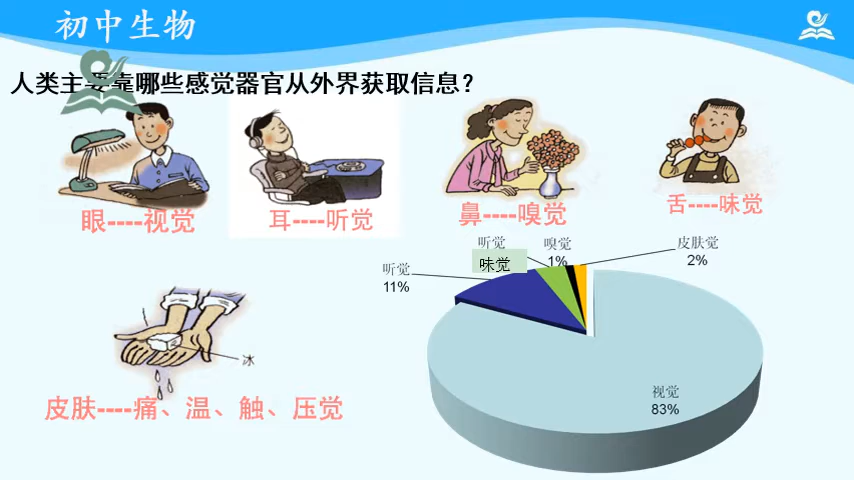 初中生物
人类主要靠哪些感觉器官从外界获取信息？
眼----视觉
耳----听觉
鼻----嗅觉
舌----味觉
冰
皮肤----痛、温、触、压觉
听觉
味觉
嗅觉
1%
皮肤觉
2%
听觉
11%
视觉
83%